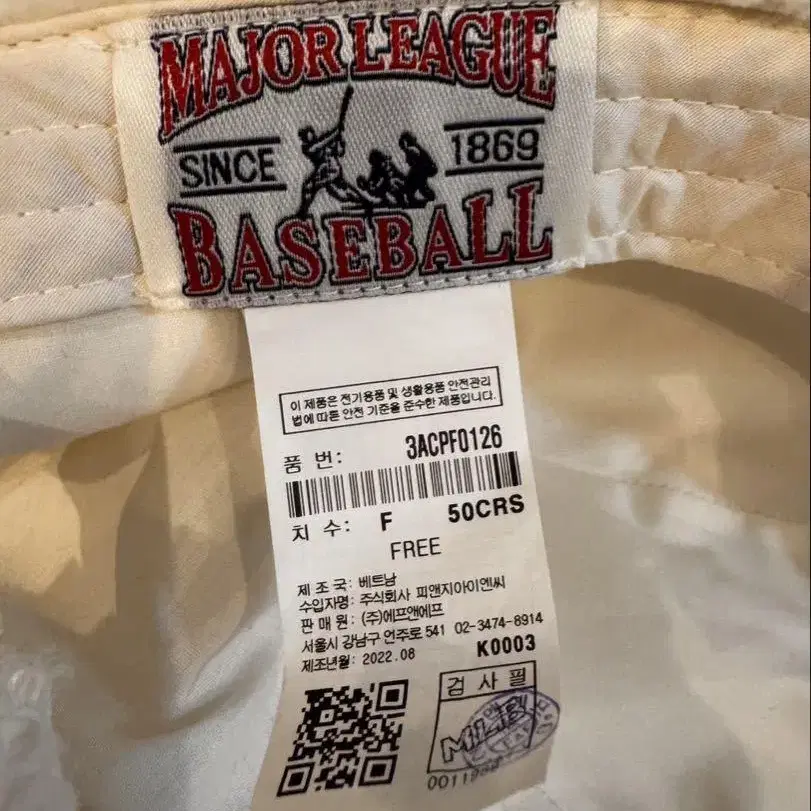 MAJOR LEAGUE
SINCE 1869
BASEBALL
이 제품은 전기용품 및 생활용품 안전관리
법에 따른 안전 기준을 준수한 제품입니다.
품 번: 3ACPF0126
치 수: F 50CRS
FREE
제 조 국: 베트남
수입자명: 주식회사 피앤지아이엔씨
판 매 원: (주)에프앤에프
서울시 강남구 언주로 541 02-3474-8914
제조년월: 2022.08 K0003
검 사 필
MLB